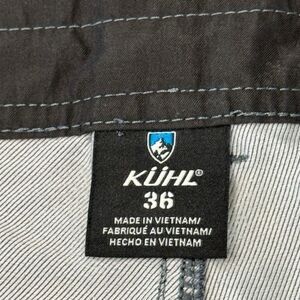 KÜHL®
36
MADE IN VIETNAM/
FABRIQUÉ AU VIETNAM/
HECHO EN VIETNAM